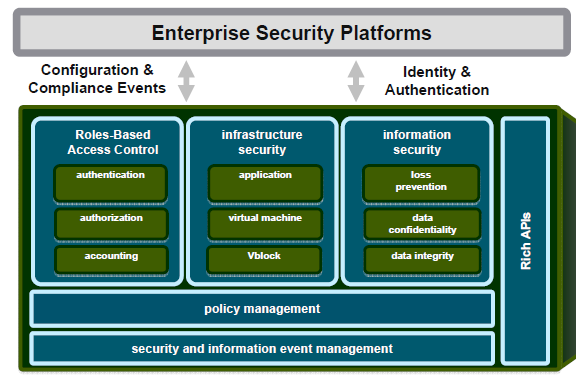 Enterprise Security Platforms
Configuration &
Compliance Events
Identity &
Authentication
Roles-Based
Access Control
authentication
authorization
accounting
infrastructure
security
application
virtual machine
Vblock
information
security
loss
prevention
data
confidentiality
data integrity
Rich APIs
policy management
security and information event management